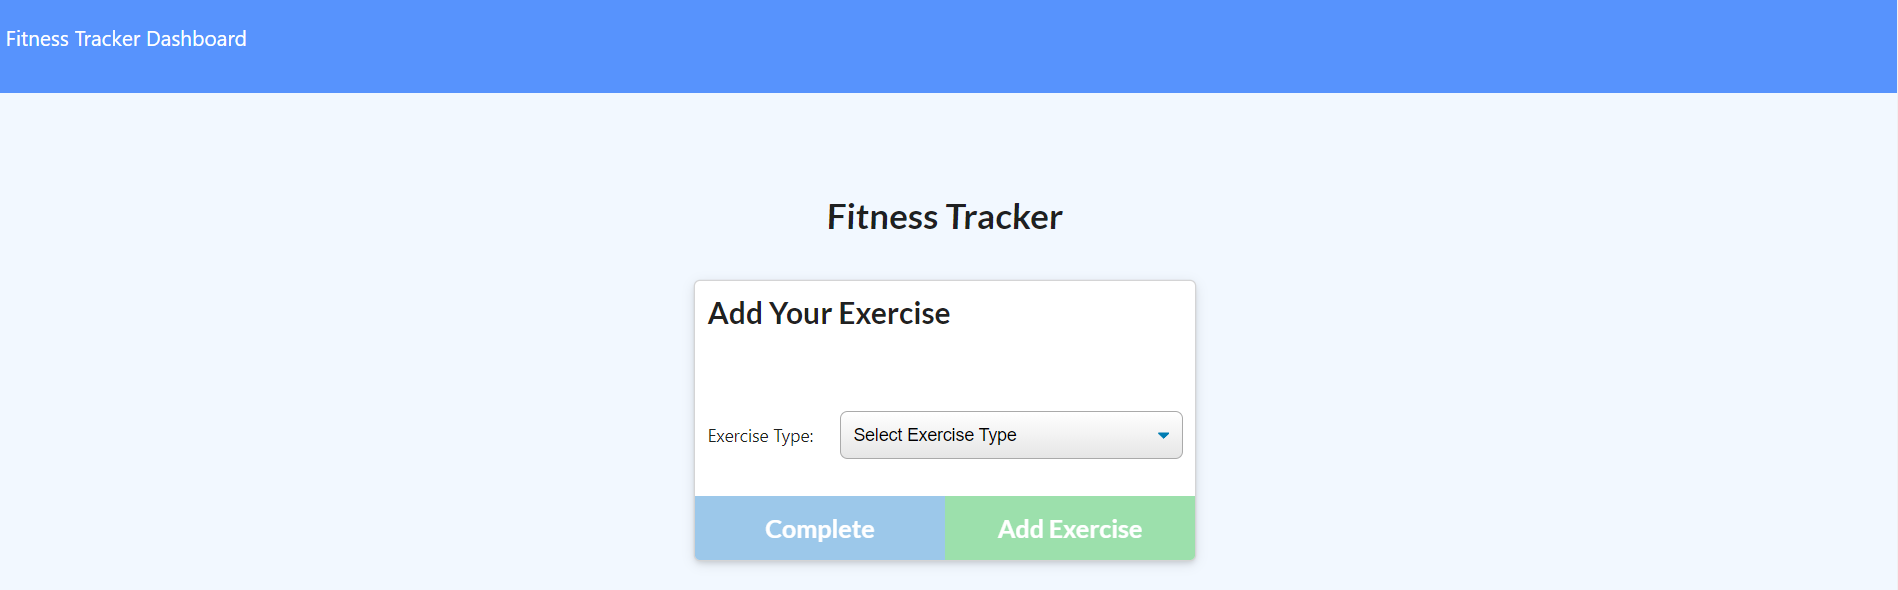 Fitness Tracker Dashboard
Fitness Tracker
Add Your Exercise
Exercise Type: Select Exercise Type
Complete Add Exercise